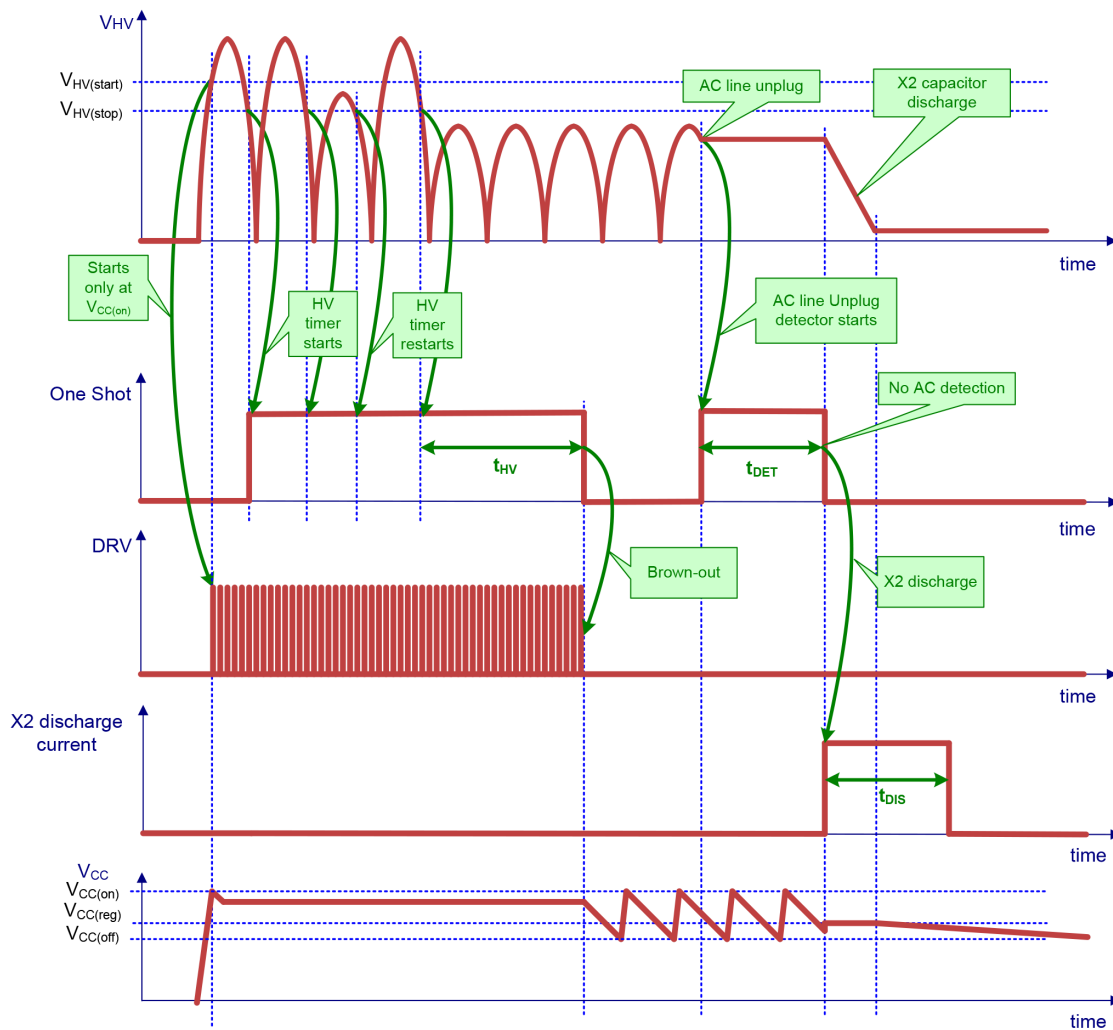 VHV
VHV(start)
VHV(stop)
AC line unplug
X2 capacitor
discharge
time
Starts
only at
VCC(on)
HV
timer
starts
HV
timer
restarts
AC line Unplug
detector starts
One Shot
No AC detection
tHV
tDET
time
DRV
Brown-out
X2 discharge
time
X2 discharge
current
tDIS
time
VCC
VCC(on)
VCC(reg)
VCC(off)
time